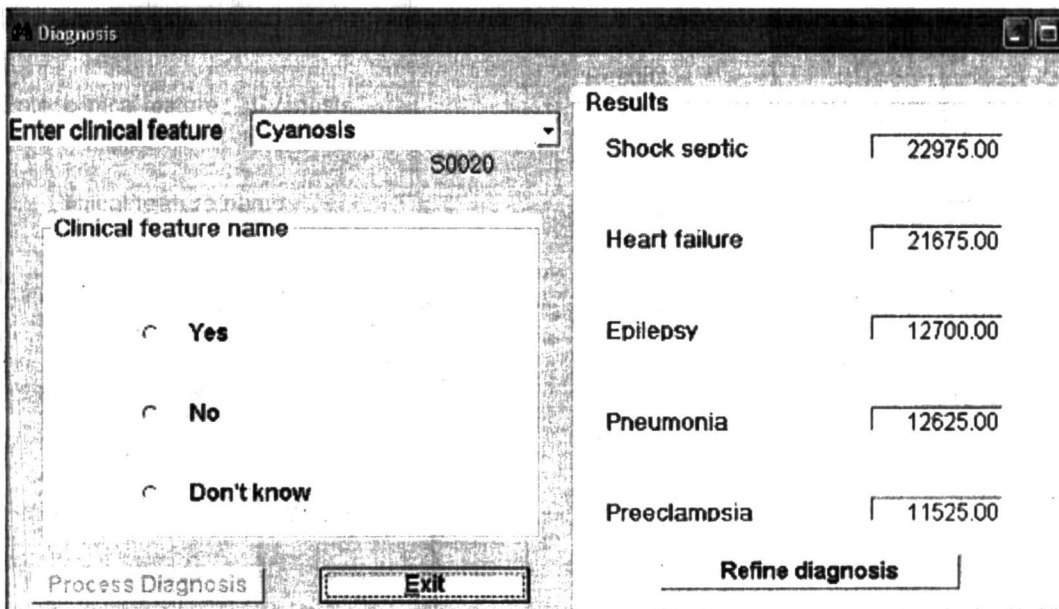 Diagnosis
Enter clinical feature
Cyanosis
S0020
Clinical feature name
Yes
No
Don't know
Process Diagnosis
Exit
Results
Shock septic 22975.00
Heart failure 21675.00
Epilepsy 12700.00
Pneumonia 12625.00
Preeclampsia 11525.00
Refine diagnosis